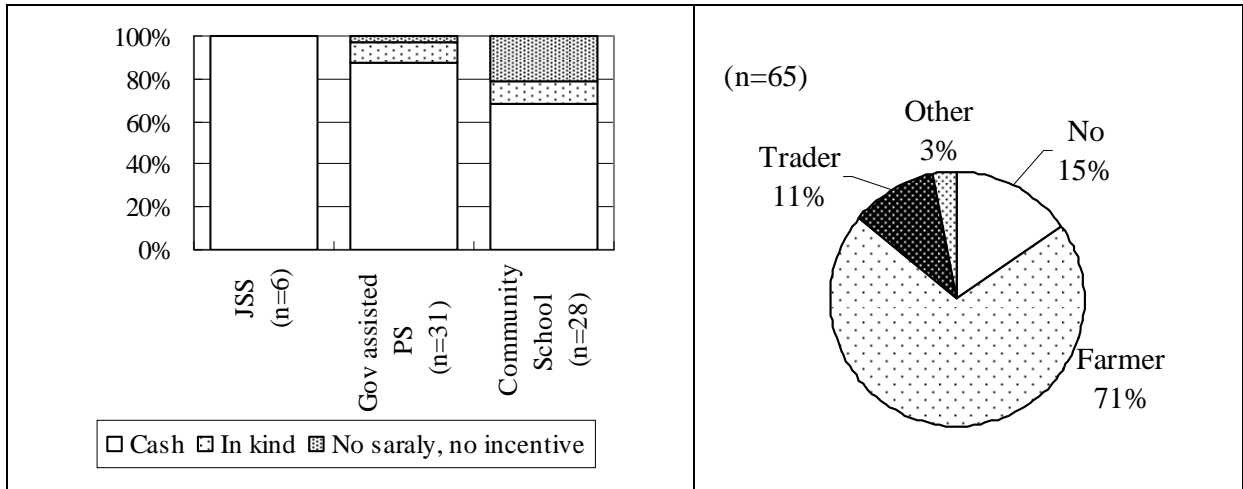 100%
80%
60%
40%
20%
0%
JSS
(n=6)
Gov assisted
PS
(n=31)
Community
School
(n=28)
Cash In kind No saraly, no incentive
(n=65)
Other
3%
No
15%
Trader
11%
Farmer
71%